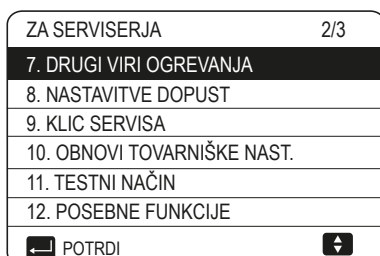 ZA SERVISERJA 2/3
7. DRUGI VIRI OGREVANJA
8. NASTAVITVE DOPUST
9. KLIC SERVISA
10. OBNOVI TOVARNIŠKE NAST.
11. TESTNI NAČIN
12. POSEBNE FUNKCIJE
POTRDI